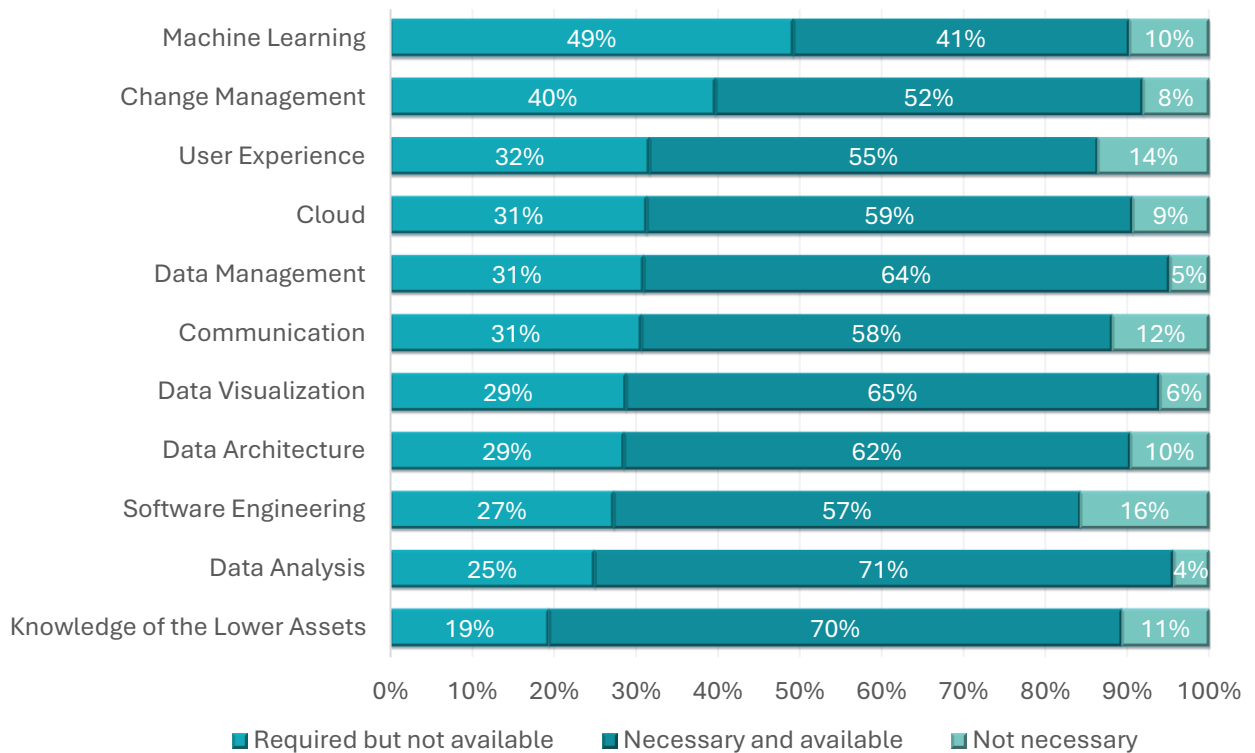 Machine Learning 49% 41% 10%
Change Management 40% 52% 8%
User Experience 32% 55% 14%
Cloud 31% 59% 9%
Data Management 31% 64% 5%
Communication 31% 58% 12%
Data Visualization 29% 65% 6%
Data Architecture 29% 62% 10%
Software Engineering 27% 57% 16%
Data Analysis 25% 71% 4%
Knowledge of the Lower Assets 19% 70% 11%
0% 10% 20% 30% 40% 50% 60% 70% 80% 90% 100%
Required but not available Necessary and available Not necessary